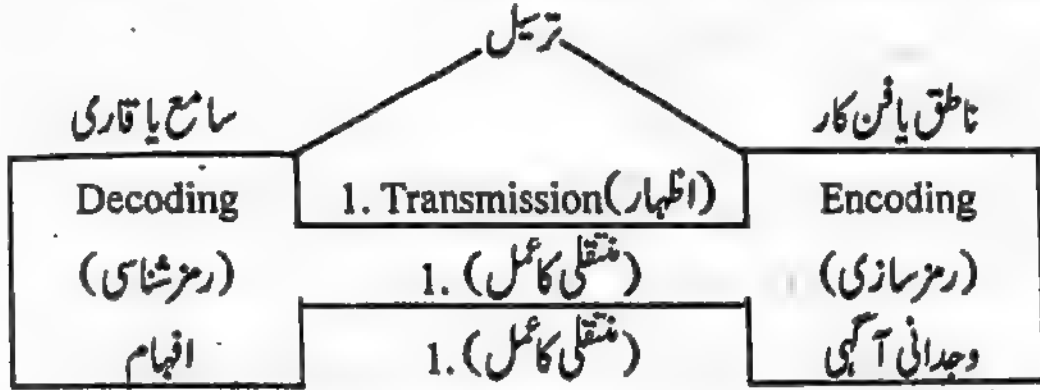 ترسیل
ناطق یا فن کار
سامع یا قاری
Encoding
1. Transmission(اظہار)
Decoding
(رمزسازی)
1. (منتقلی کا عمل)
(رمزشناسی)
وجدانی آگہی
1. (منتقلی کا عمل)
افہام